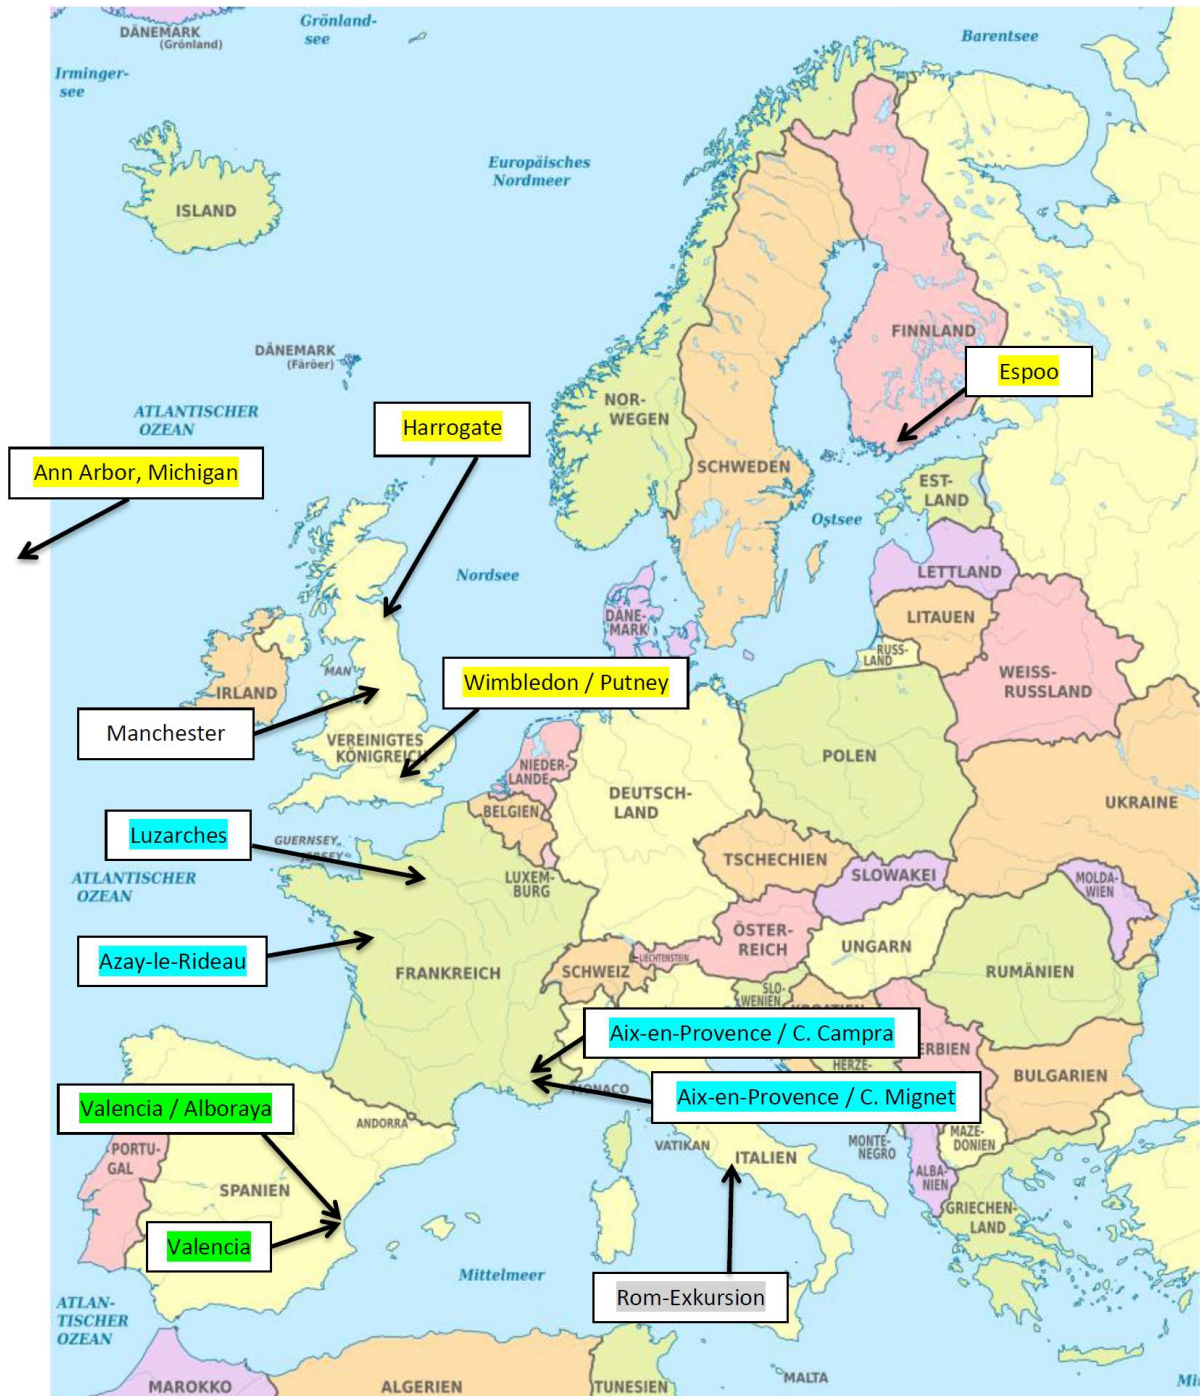 DÄNEMARK
(Grönland)
Grönland-
see
Barentsee
Irminger-
see
Europäisches
Nordmeer
ISLAND
FINNLAND
DÄNEMARK
(Färöer)
Espoo
NOR-
WEGEN
ATLANTISCHER
OZEAN
Harrogate
Ann Arbor, Michigan
SCHWEDEN
EST-
LAND
Ostsee
Nordsee
LETTLAND
DÄNE-
MARK
LITAUEN
RUSS-
LAND
MAN
WEISS-
RUSSLAND
IRLAND
Wimbledon / Putney
Manchester
VEREINIGTES
KÖNIGREICH
NIEDER-
LANDE
POLEN
DEUTSCH-
LAND
UKRAINE
BELGIEN
Luzarches
GUERNSEY
JERSEY
TSCHECHIEN
ATLANTISCHER
OZEAN
LUXEM-
BURG
SLOWAKEI
MOLDA-
WIEN
ÖSTER-
REICH
UNGARN
Azay-le-Rideau
FRANKREICH
SCHWEIZ
LIECHTENSTEIN
RUMÄNIEN
SLO-
WENIEN
KROATIEN
Aix-en-Provence / C. Campra
ERBIEN
HERZE-
BULGARIEN
MONACO
Aix-en-Provence / C. Mignet
Valencia / Alboraya
ANDORRA
PORTU-
GAL
VATIKAN
ITALIEN
MONTE-
NEGRO
MAZE-
DONIEN
ALBA-
NIEN
SPANIEN
GRIECHEN-
LAND
Valencia
Mittelmeer
Rom-Exkursion
ATLAN-
TISCHER
OZEAN
MAROKKO
ALGERIEN
TUNESIEN
MALTA
Mit